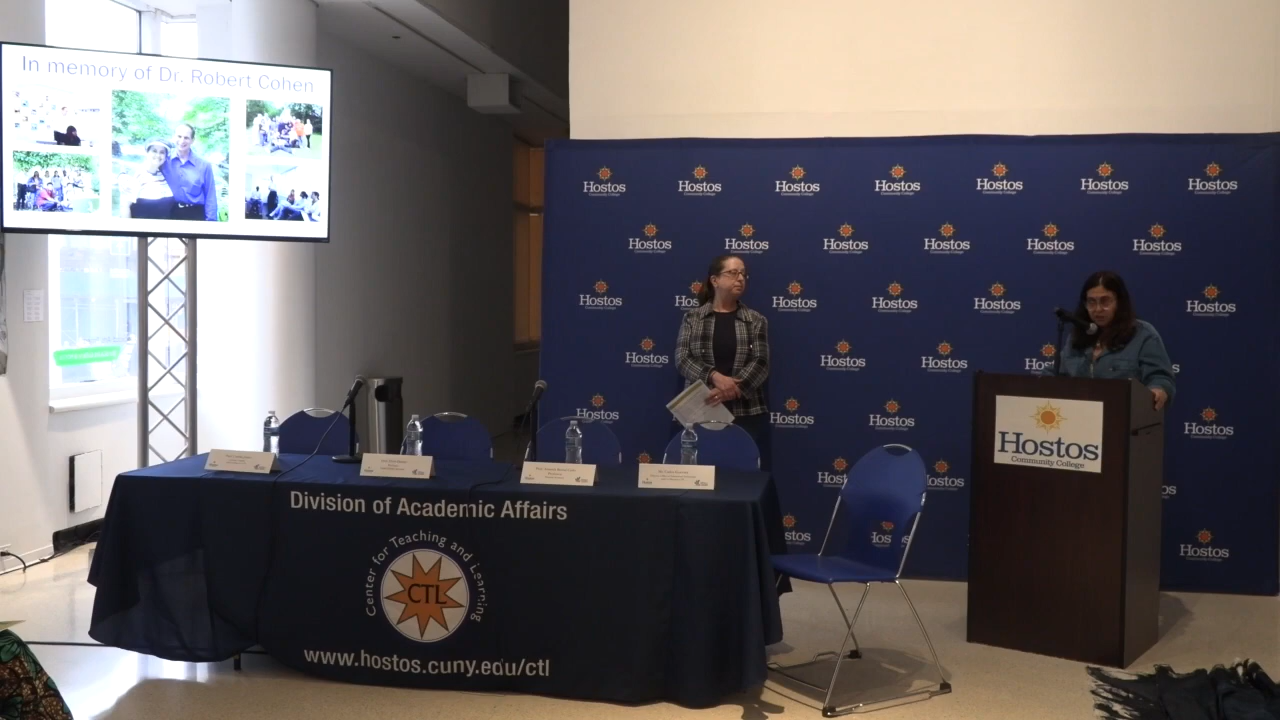 In memory of Dr. Robert Cohen
Hostos
Community College
Hostos
Community College
Division of Academic Affairs
Center for Teaching and Learning
CTL
www.hostos.cuny.edu/ctl